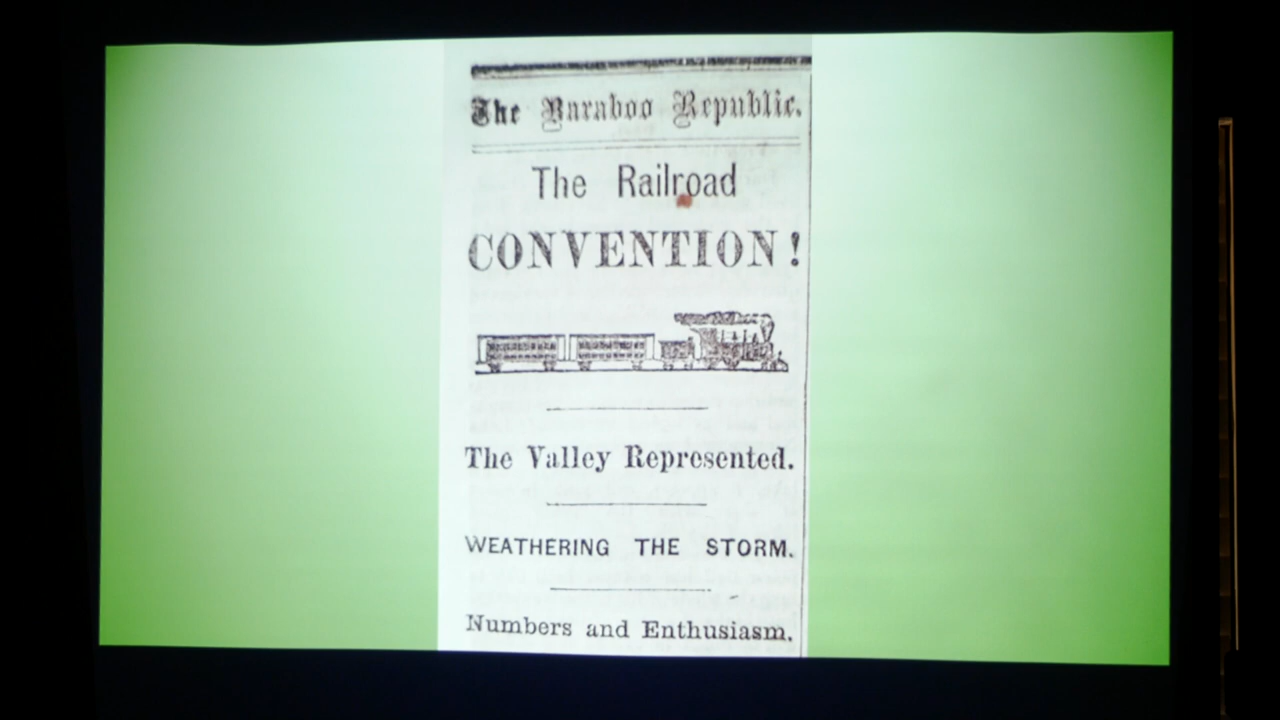 The Baraboo Republic.
The Railroad
CONVENTION!
The Valley Represented.
WEATHERING THE STORM.
Numbers and Enthusiasm.